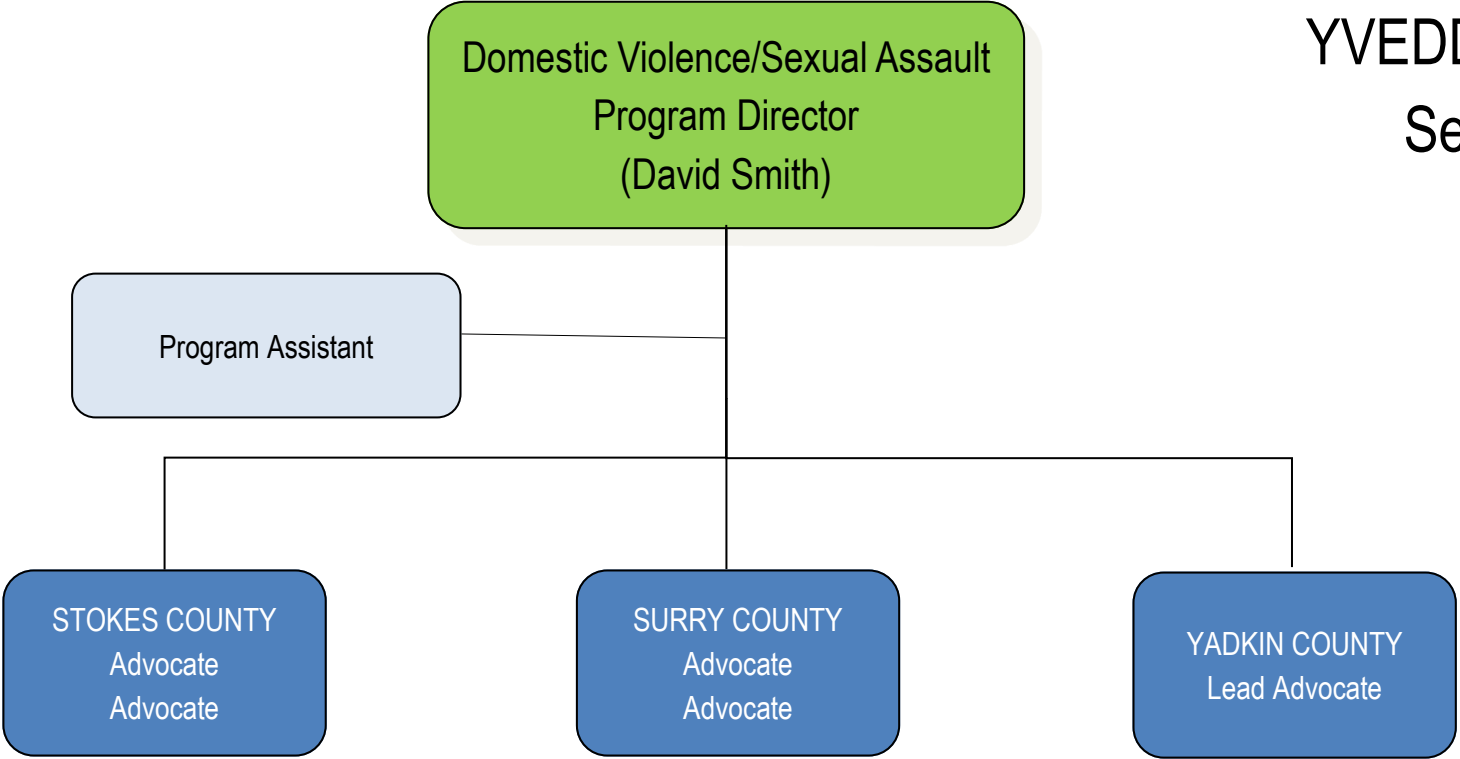 Domestic Violence/Sexual Assault
Program Director
(David Smith)
Program Assistant
STOKES COUNTY
Advocate
Advocate
SURRY COUNTY
Advocate
Advocate
YADKIN COUNTY
Lead Advocate